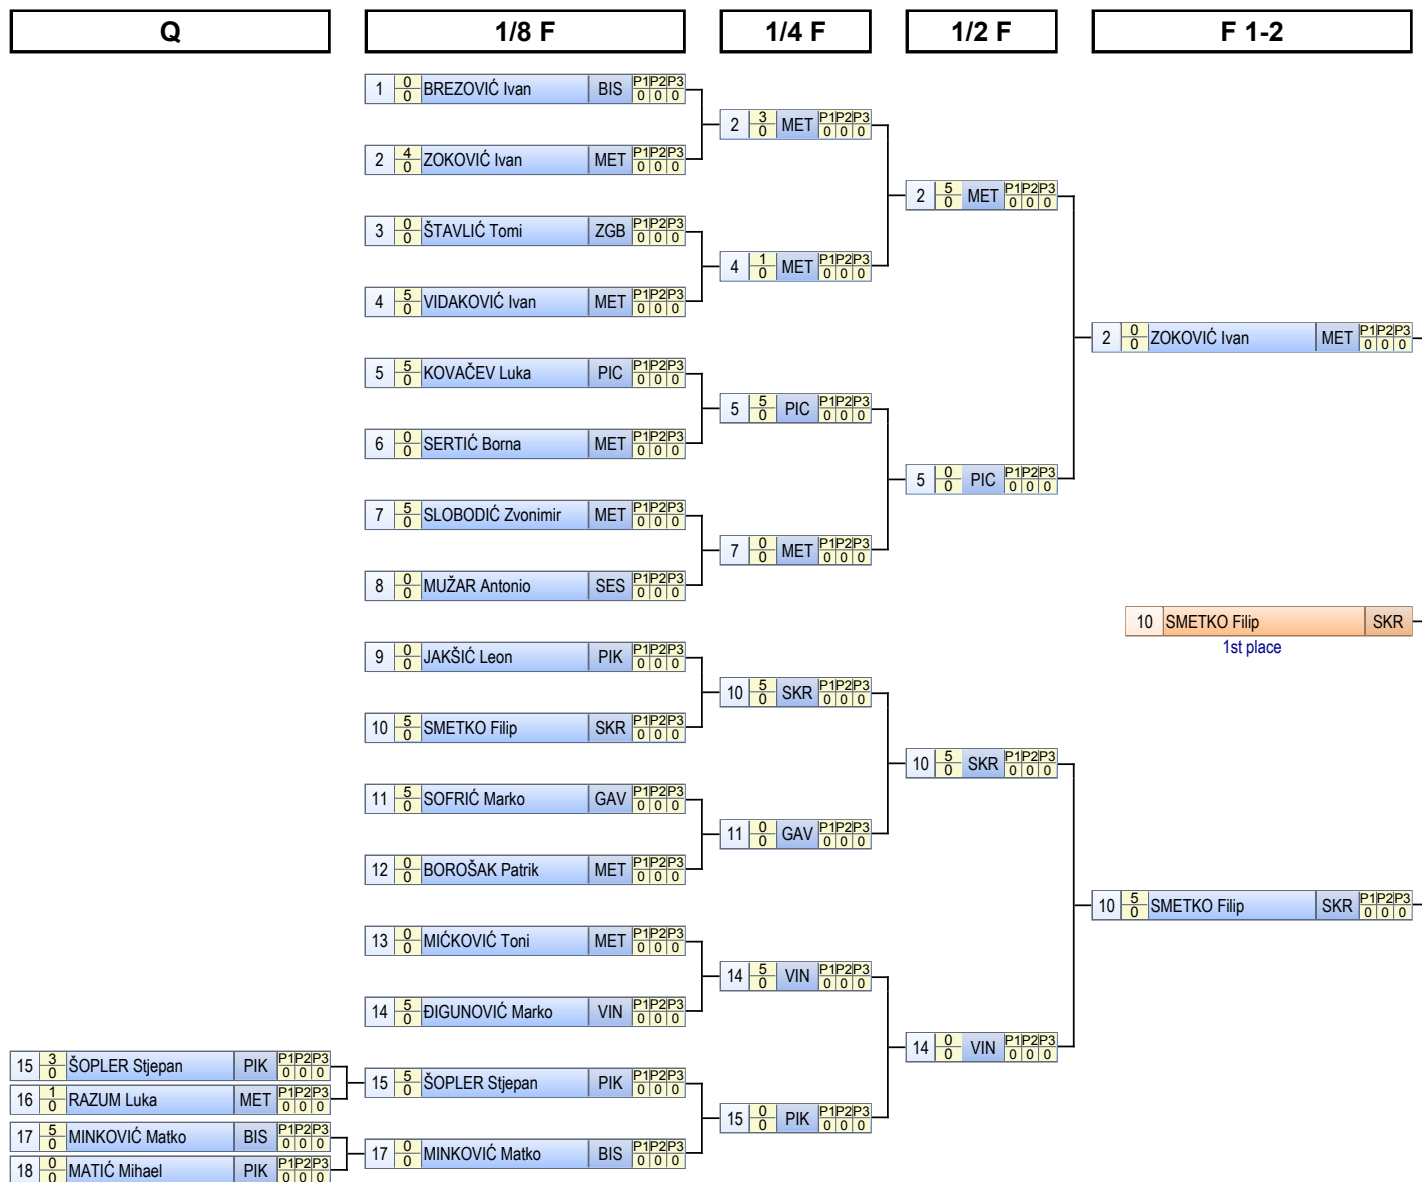 Q 1/8 F 1/4 F 1/2 F F 1-2
1 0 0 BREZOVIĆ Ivan BIS P1 P2 P3 0 0 0
2 3 0 MET P1 P2 P3 0 0 0
2 4 0 ZOKOVIĆ Ivan MET P1 P2 P3 0 0 0
2 5 0 MET P1 P2 P3 0 0 0
3 0 0 ŠTAVLIĆ Tomi ZGB P1 P2 P3 0 0 0
4 1 0 MET P1 P2 P3 0 0 0
4 5 0 VIDAKOVIĆ Ivan MET P1 P2 P3 0 0 0
2 0 0 ZOKOVIĆ Ivan MET P1 P2 P3 0 0 0
5 5 0 KOVAČEV Luka PIC P1 P2 P3 0 0 0
5 5 0 PIC P1 P2 P3 0 0 0
6 0 0 SERTIĆ Borna MET P1 P2 P3 0 0 0
5 0 0 PIC P1 P2 P3 0 0 0
7 5 0 SLOBODIĆ Zvonimir MET P1 P2 P3 0 0 0
7 0 0 MET P1 P2 P3 0 0 0
8 0 0 MUŽAR Antonio SES P1 P2 P3 0 0 0
10 SMETKO Filip SKR
1st place
9 0 0 JAKŠIĆ Leon PIK P1 P2 P3 0 0 0
10 5 0 SKR P1 P2 P3 0 0 0
10 5 0 SMETKO Filip SKR P1 P2 P3 0 0 0
10 5 0 SKR P1 P2 P3 0 0 0
11 5 0 SOFRIĆ Marko GAV P1 P2 P3 0 0 0
11 0 0 GAV P1 P2 P3 0 0 0
12 0 0 BOROŠAK Patrik MET P1 P2 P3 0 0 0
10 5 0 SMETKO Filip SKR P1 P2 P3 0 0 0
13 0 0 MIĆKOVIĆ Toni MET P1 P2 P3 0 0 0
14 5 0 VIN P1 P2 P3 0 0 0
14 5 0 ĐIGUNOVIĆ Marko VIN P1 P2 P3 0 0 0
14 0 0 VIN P1 P2 P3 0 0 0
15 3 0 ŠOPLER Stjepan PIK P1 P2 P3 0 0 0
15 5 0 ŠOPLER Stjepan PIK P1 P2 P3 0 0 0
16 1 0 RAZUM Luka MET P1 P2 P3 0 0 0
15 0 0 PIK P1 P2 P3 0 0 0
17 5 0 MINKOVIĆ Matko BIS P1 P2 P3 0 0 0
17 0 0 MINKOVIĆ Matko BIS P1 P2 P3 0 0 0
18 0 0 MATIĆ Mihael PIK P1 P2 P3 0 0 0